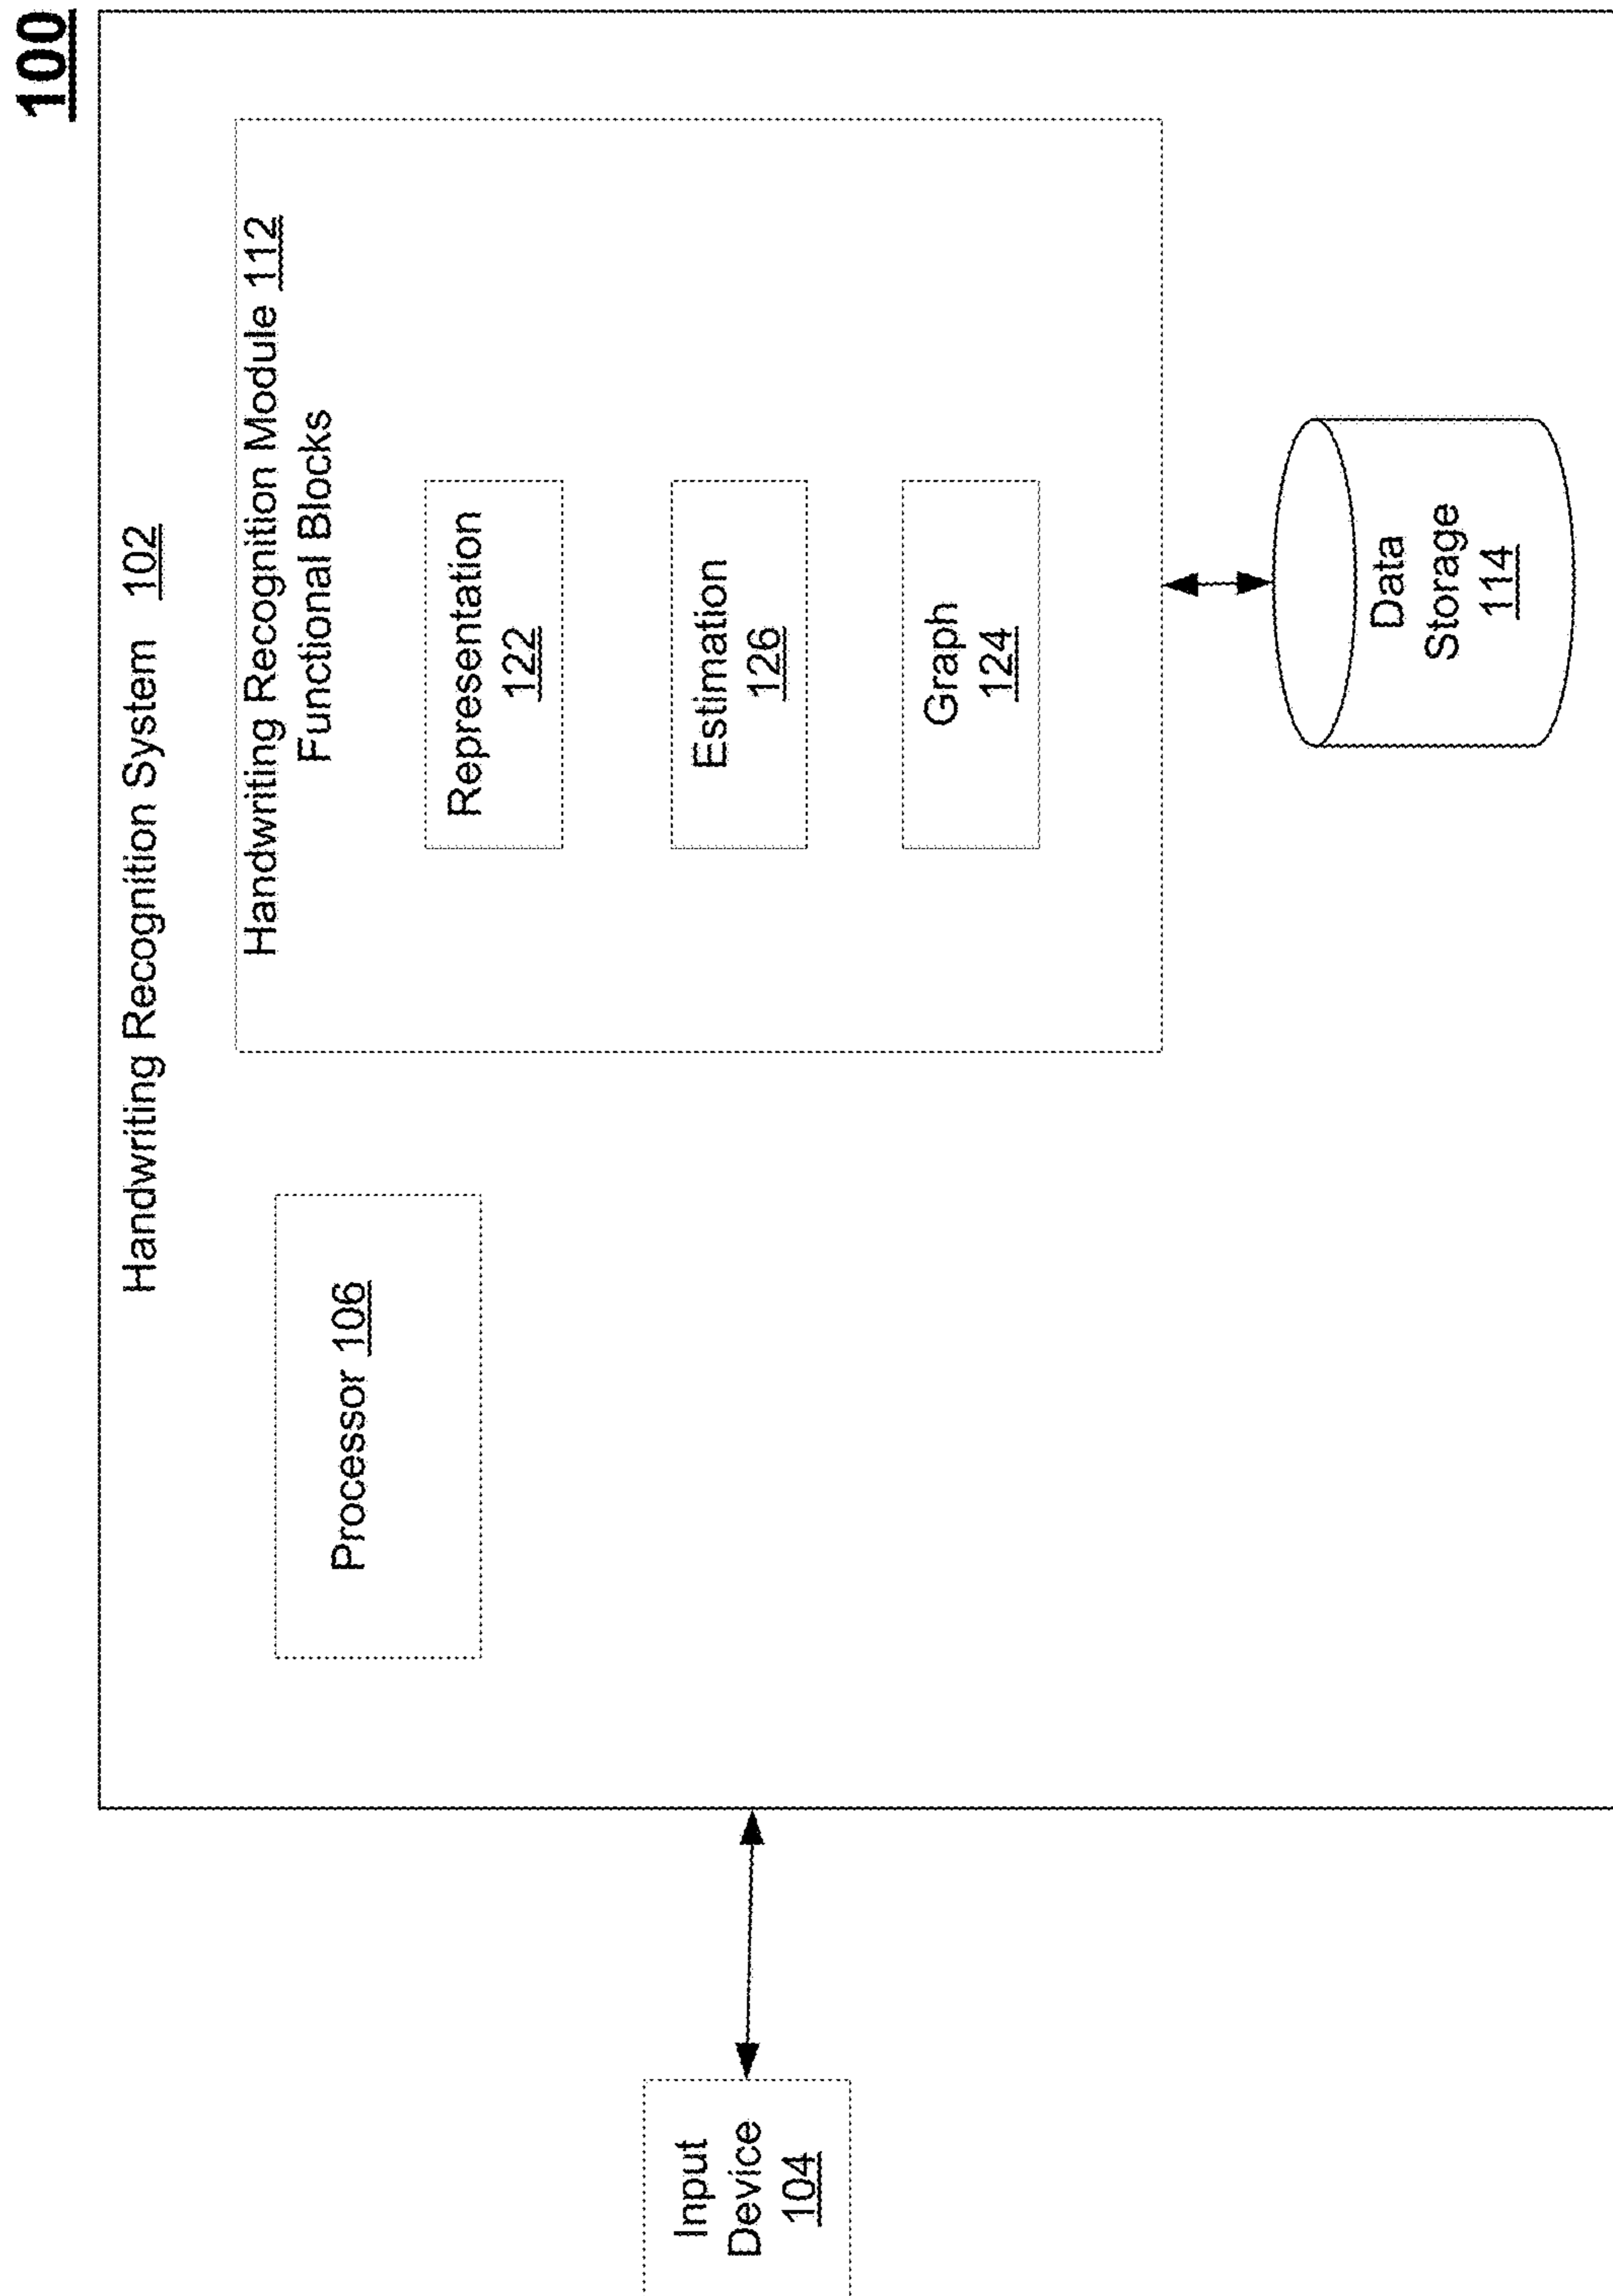 100
Handwriting Recognition System 102
Handwriting Recognition Module 112
Functional Blocks
Processor 106
Representation
122
Estimation
126
Graph
124
Input
Device
104
Data
Storage
114